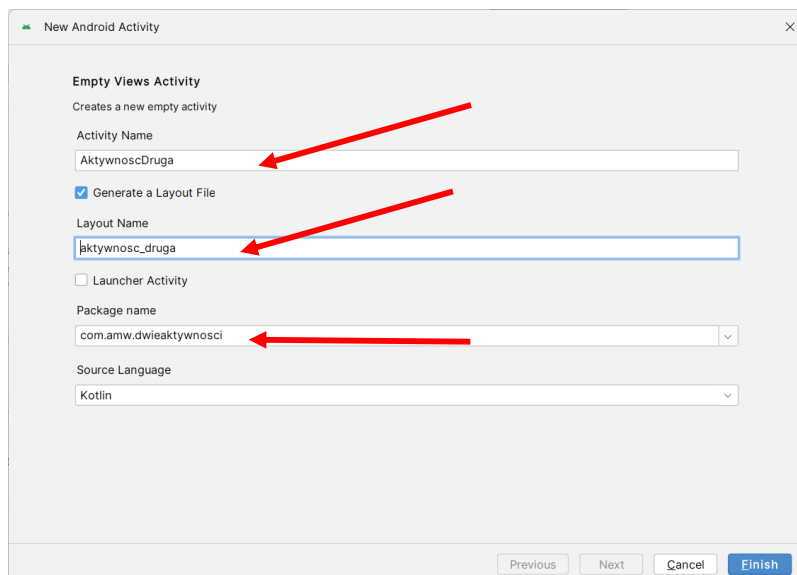 New Android Activity
Empty Views Activity
Creates a new empty activity
Activity Name
AktywnoscDruga
Generate a Layout File
Layout Name
aktywnosc_druga
Launcher Activity
Package name
com.amw.dwieaktywnosci
Source Language
Kotlin
Previous Next Cancel Finish